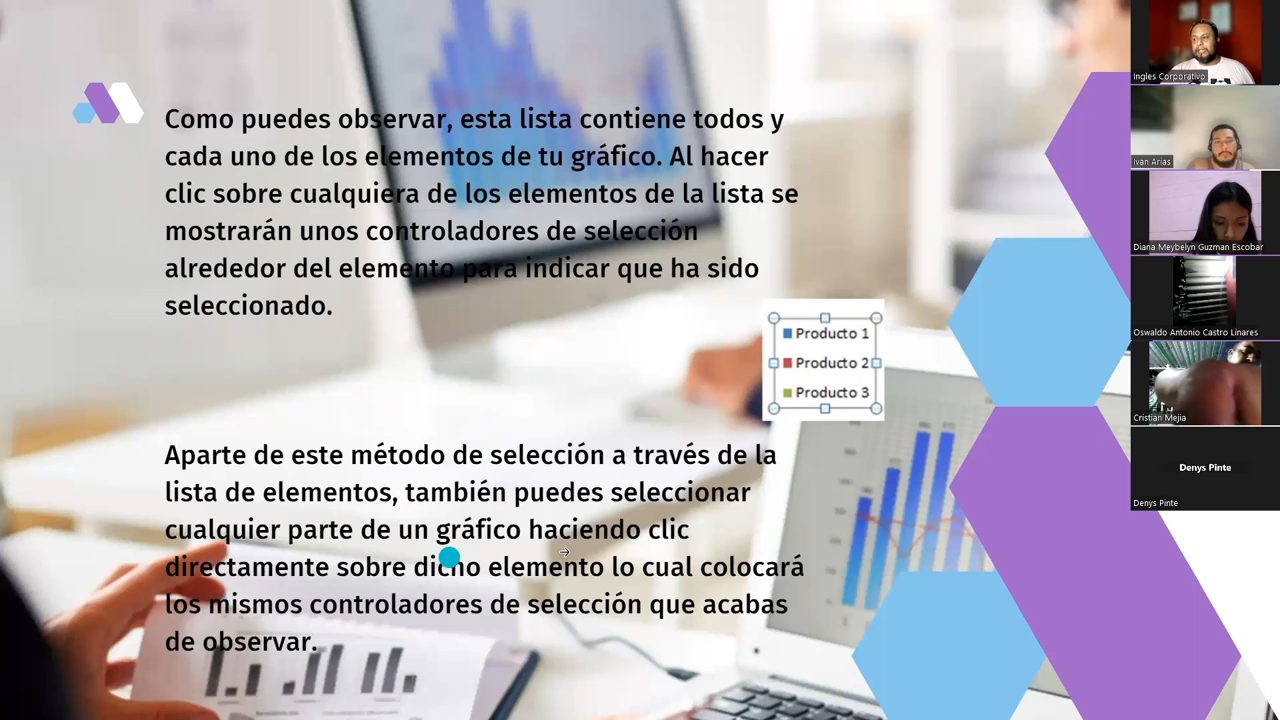 Como puedes observar, esta lista contiene todos y
cada uno de los elementos de tu gráfico. Al hacer
clic sobre cualquiera de los elementos de la lista se
mostrarán unos controladores de selección
alrededor del elemento para indicar que ha sido
seleccionado.
Producto 1
Producto 2
Producto 3
Aparte de este método de selección a través de la
lista de elementos, también puedes seleccionar
cualquier parte de un gráfico haciendo clic
directamente sobre dicho elemento lo cual colocará
los mismos controladores de selección que acabas
de observar.
Ingles Corporativo
Ivan Arias
Diana Meybelyn Guzman Escobar
Oswaldo Antonio Castro Linares
Cristian Mejia
Denys Pinte
Denys Pinte